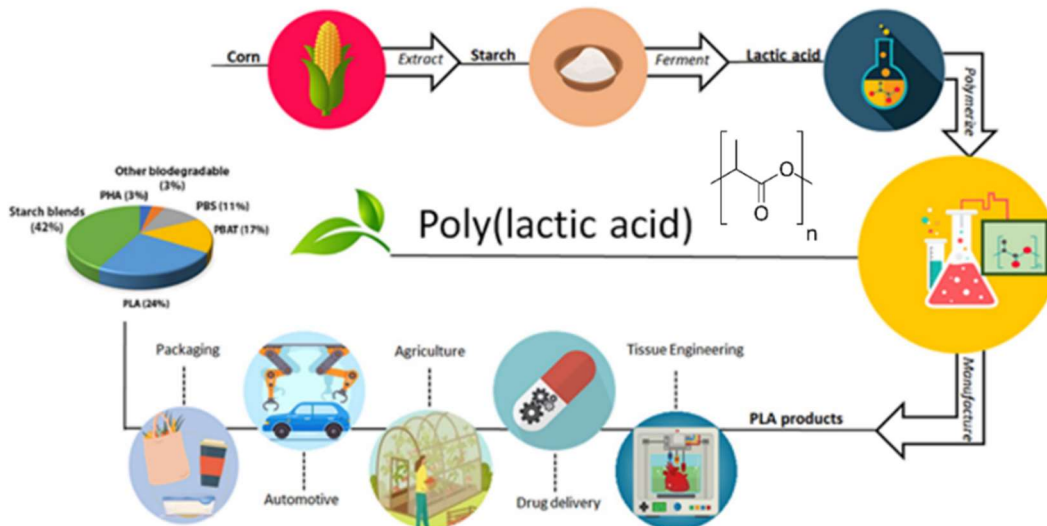 Corn
Extract
Starch
Ferment
Lactic acid
Polymerize
Other biodegradable
(3%)
PHA (3%)
PBS (11%)
Starch blends
(42%)
PBAT (17%)
PLA (24%)
Poly(lactic acid)
O
O
n
Manufacture
PLA products
Packaging
Automotive
Agriculture
Drug delivery
Tissue Engineering